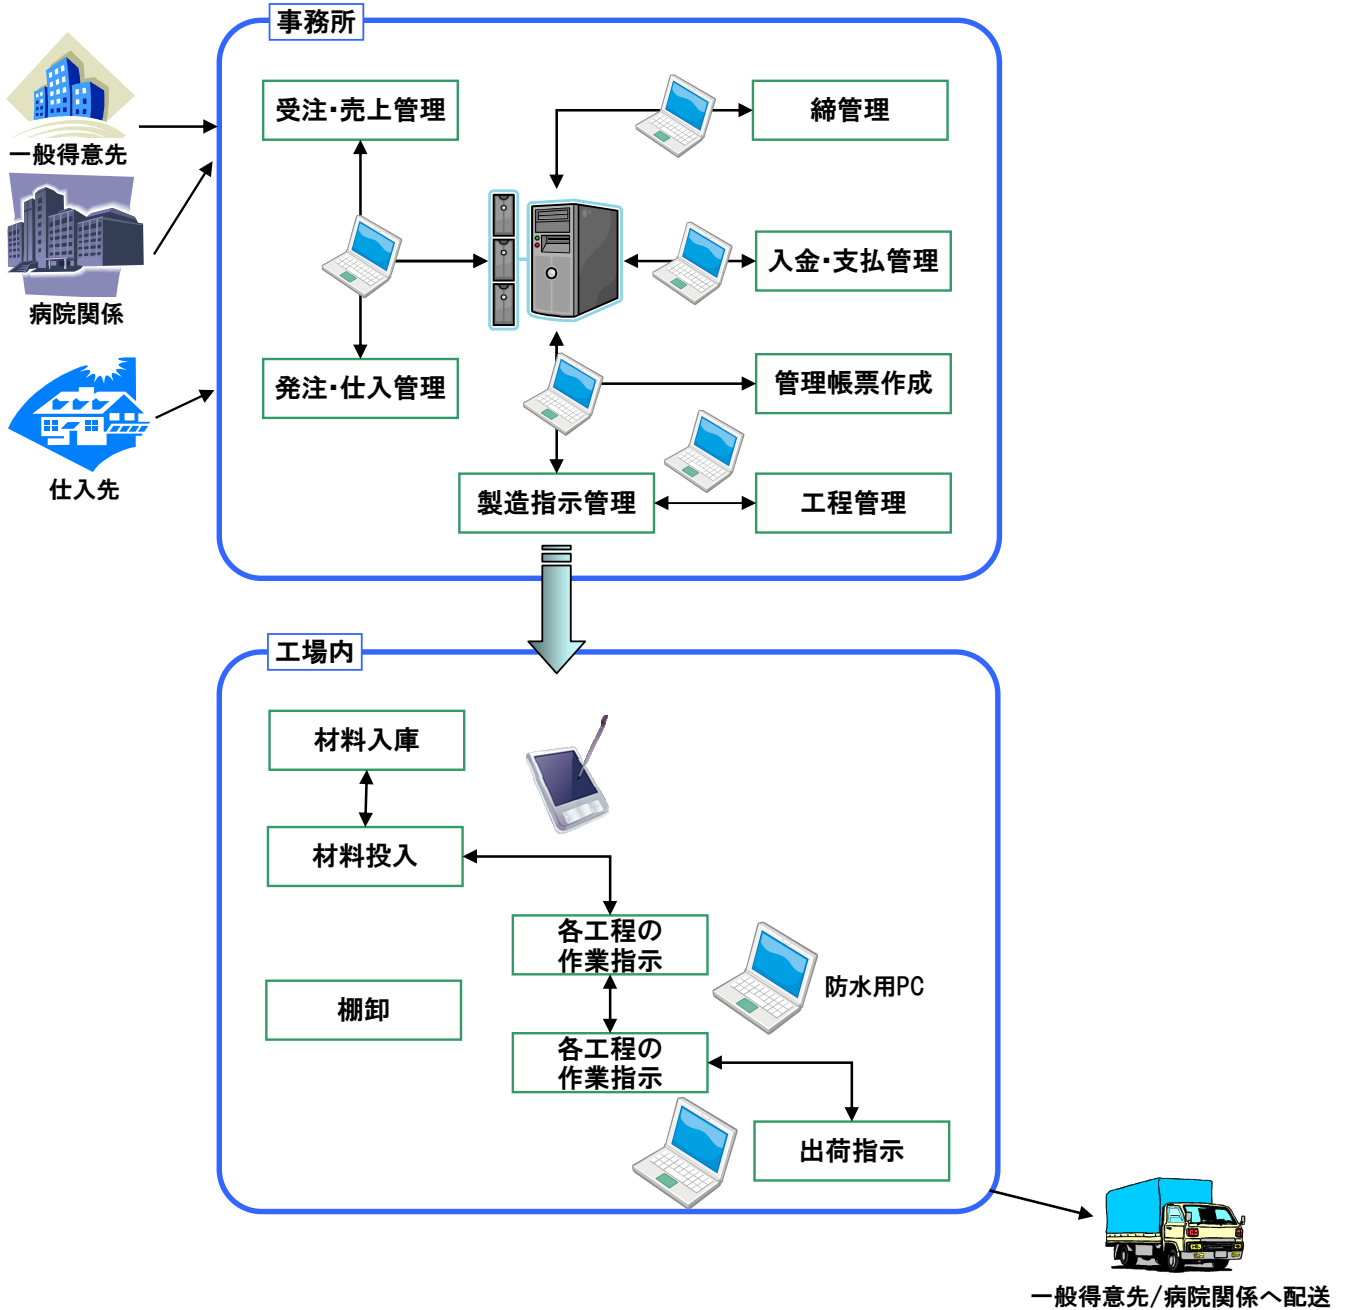 事務所
受注・売上管理
締管理
一般得意先
入金・支払管理
病院関係
発注・仕入管理
管理帳票作成
仕入先
製造指示管理
工程管理
工場内
材料入庫
材料投入
各工程の
作業指示
防水用PC
棚卸
各工程の
作業指示
出荷指示
一般得意先/病院関係へ配送